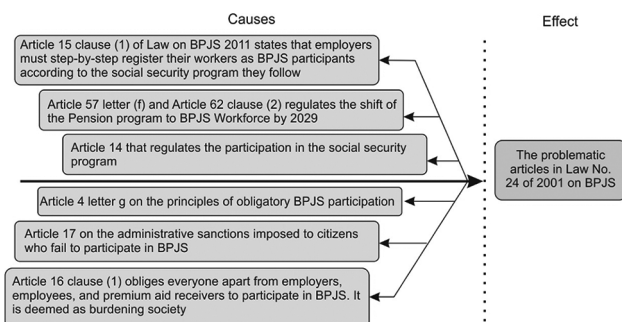 Causes
Effect
Article 15 clause (1) of Law on BPJS 2011 states that employers
must step-by-step register their workers as BPJS participants
according to the social security program they follow
Article 57 letter (f) and Article 62 clause (2) regulates the shift of
the Pension program to BPJS Workforce by 2029
Article 14 that regulates the participation in the social security
program
Article 4 letter g on the principles of obligatory BPJS participation
Article 17 on the administrative sanctions imposed to citizens
who fail to participate in BPJS
Article 16 clause (1) obliges everyone apart from employers,
employees, and premium aid receivers to participate in BPJS. It
is deemed as burdening society
The problematic
articles in Law No.
24 of 2001 on BPJS